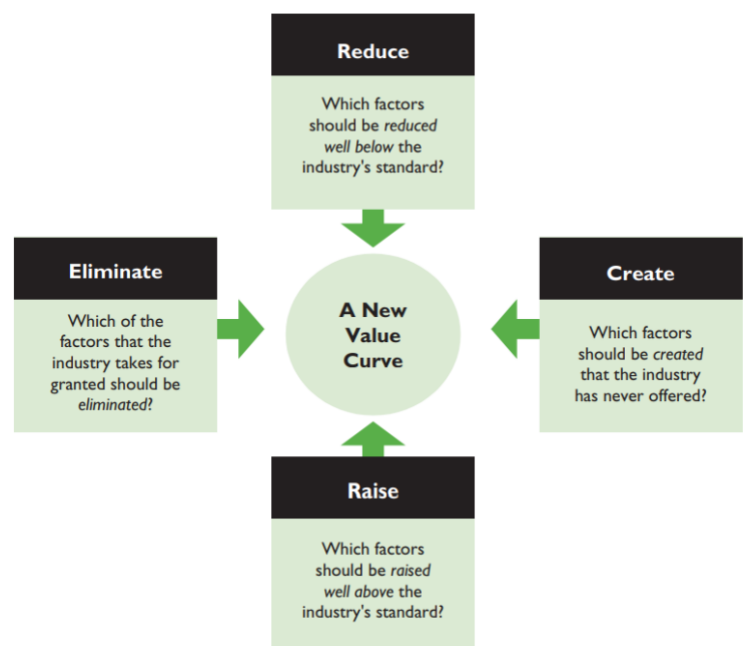 Reduce
Which factors
should be reduced
well below the
industry's standard?
Eliminate
Which of the
factors that the
industry takes for
granted should be
eliminated?
A New
Value
Curve
Create
Which factors
should be created
that the industry
has never offered?
Raise
Which factors
should be raised
well above the
industry's standard?